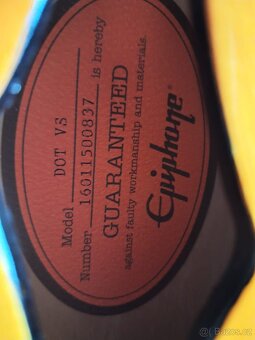 Model DOT VS
Number 16011500837 is hereby
GUARANTEED
against faulty workmanship and materials.
Epiphone
®